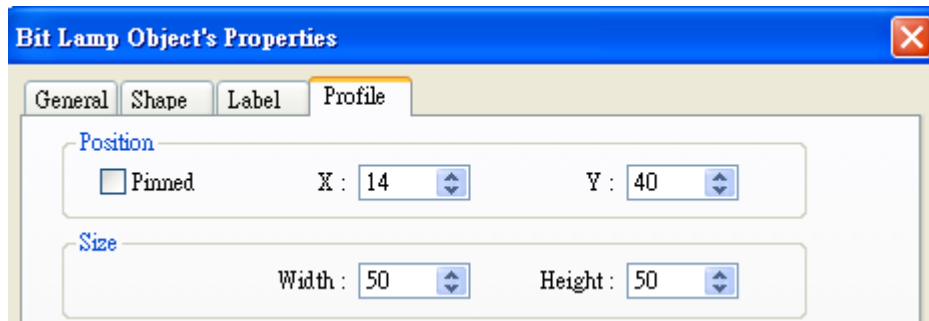 Bit Lamp Object's Properties
General Shape Label Profile
Position
Pinned X : 14 Y : 40
Size
Width : 50 Height : 50